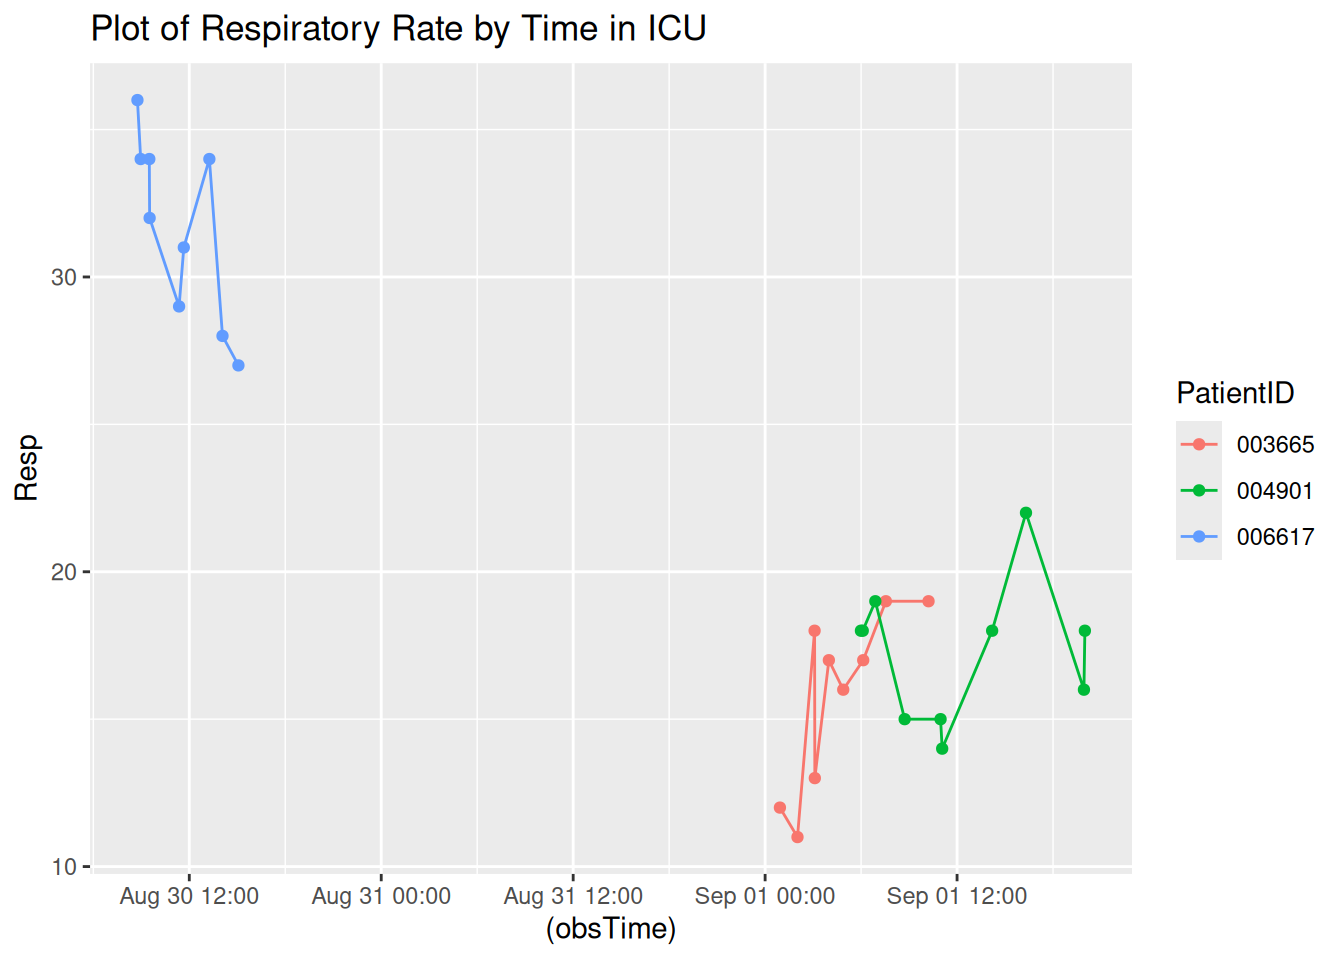 Plot of Respiratory Rate by Time in ICU
Resp
30
20
10
Aug 30 12:00
Aug 31 00:00
Aug 31 12:00
Sep 01 00:00
Sep 01 12:00
(obsTime)
PatientID
003665
004901
006617